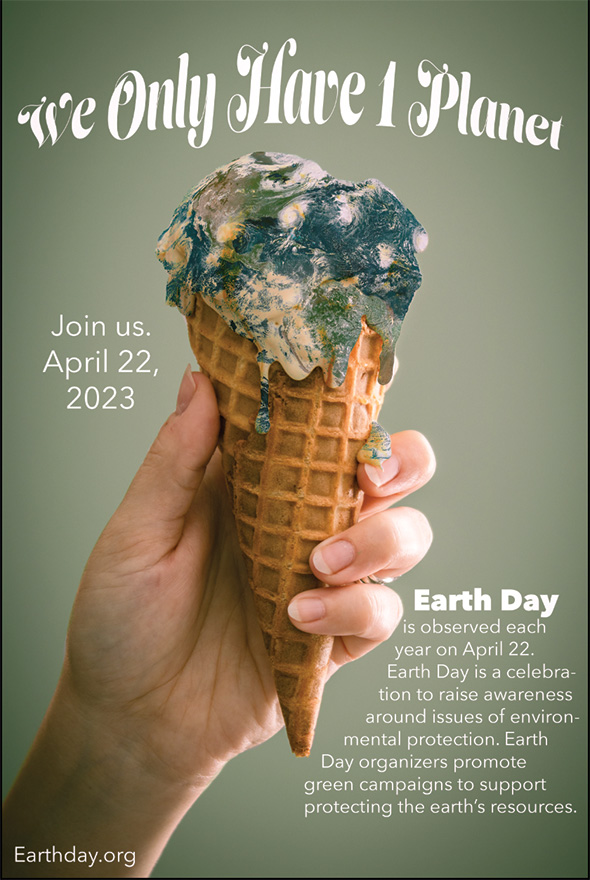 We Only Have 1 Planet
Join us.
April 22,
2023
Earth Day
is observed each
year on April 22.
Earth Day is a celebra-
tion to raise awareness
around issues of environ-
mental protection. Earth
Day organizers promote
green campaigns to support
protecting the earth’s resources.
Earthday.org